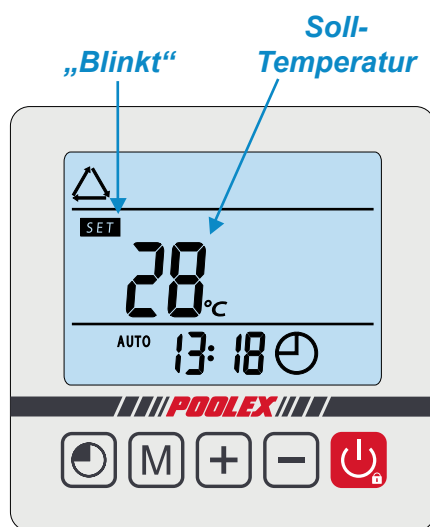 „Blinkt“
Soll-
Temperatur
SET
28°C
AUTO 13:18
POOLEX
M + −